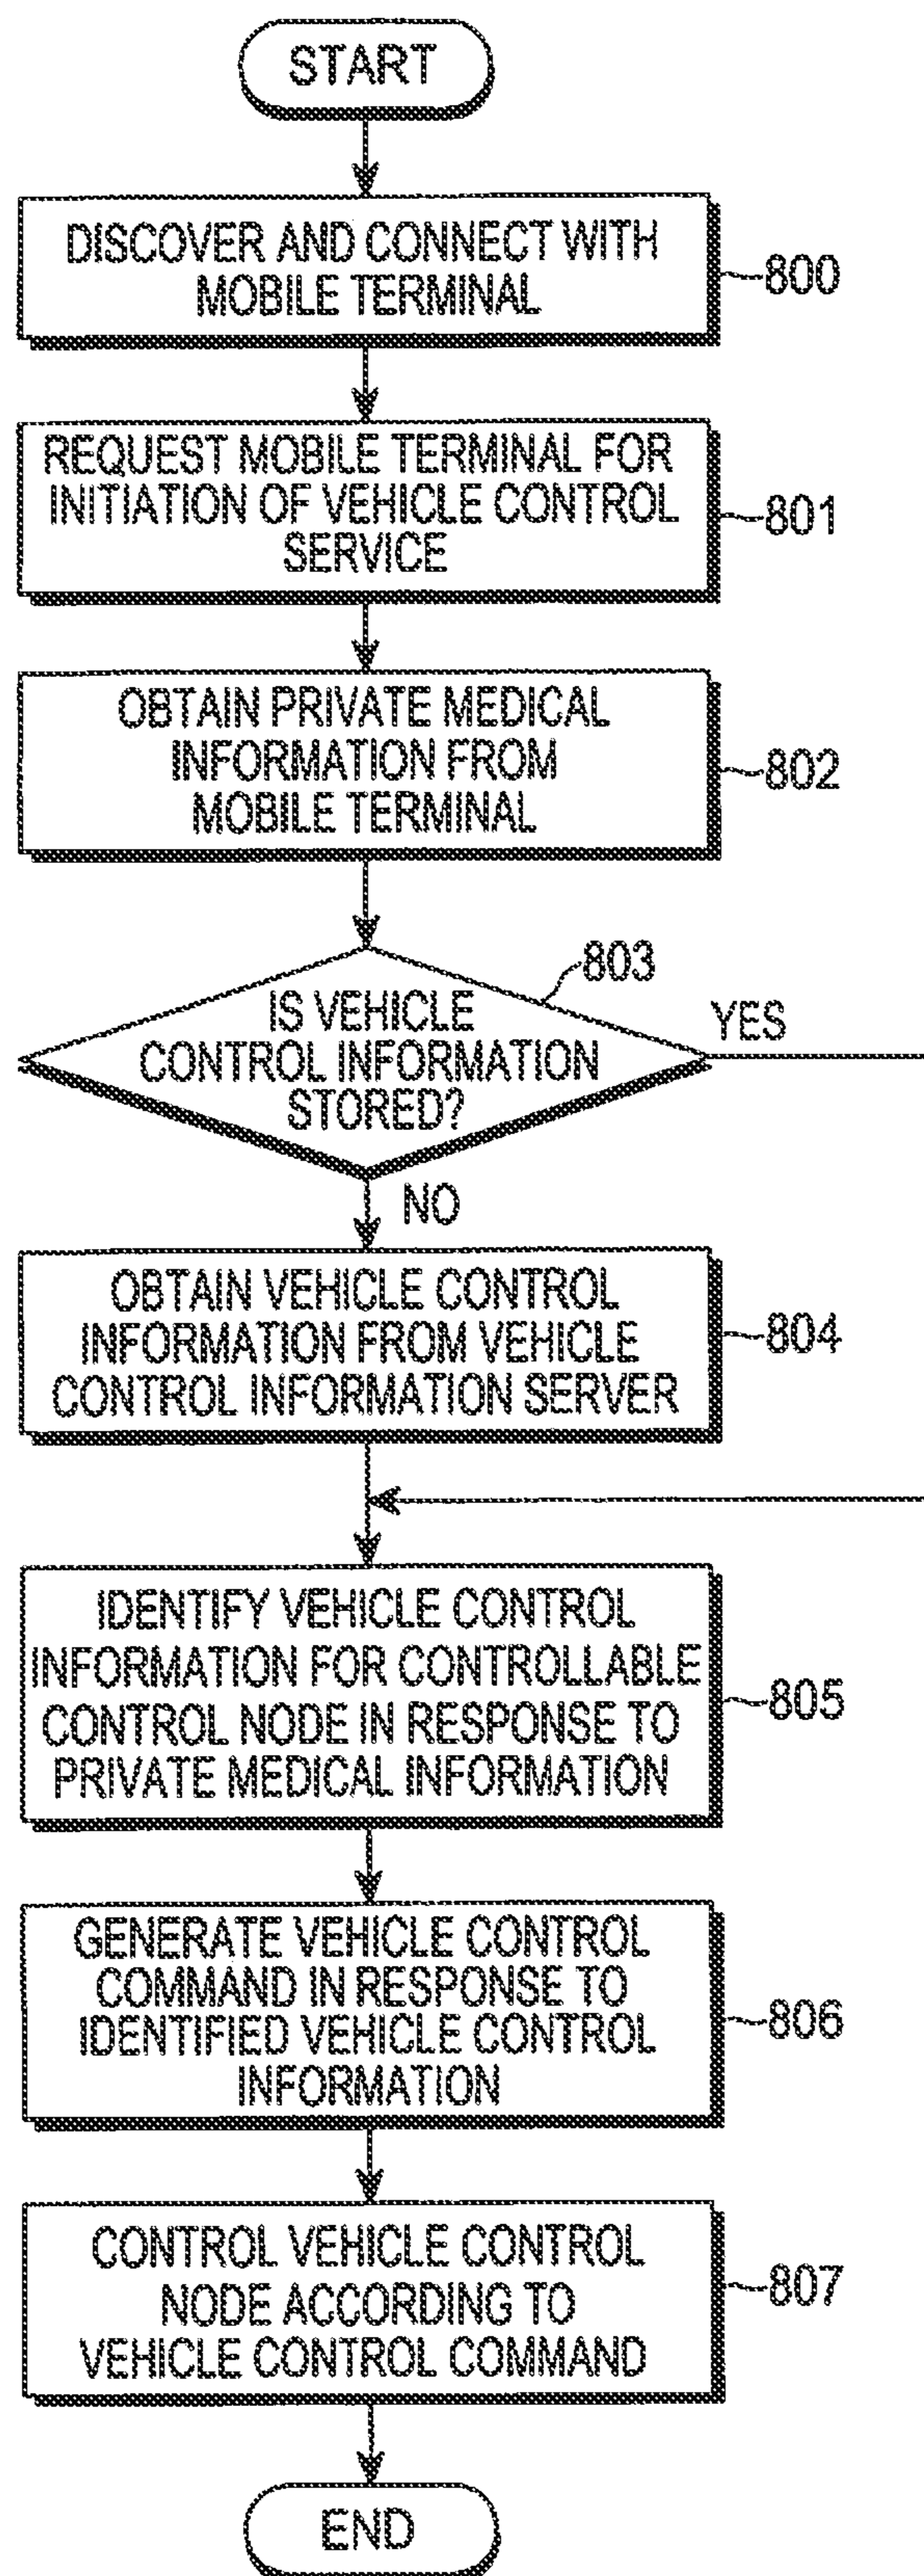 START
DISCOVER AND CONNECT WITH
MOBILE TERMINAL
800
REQUEST MOBILE TERMINAL FOR
INITIATION OF VEHICLE CONTROL
SERVICE
801
OBTAIN PRIVATE MEDICAL
INFORMATION FROM
MOBILE TERMINAL
802
803
IS VEHICLE
CONTROL INFORMATION
STORED?
YES
NO
OBTAIN VEHICLE CONTROL
INFORMATION FROM VEHICLE
CONTROL INFORMATION SERVER
804
IDENTIFY VEHICLE CONTROL
INFORMATION FOR CONTROLLABLE
CONTROL NODE IN RESPONSE TO
PRIVATE MEDICAL INFORMATION
805
GENERATE VEHICLE CONTROL
COMMAND IN RESPONSE TO
IDENTIFIED VEHICLE CONTROL
INFORMATION
806
CONTROL VEHICLE CONTROL
NODE ACCORDING TO
VEHICLE CONTROL COMMAND
807
END